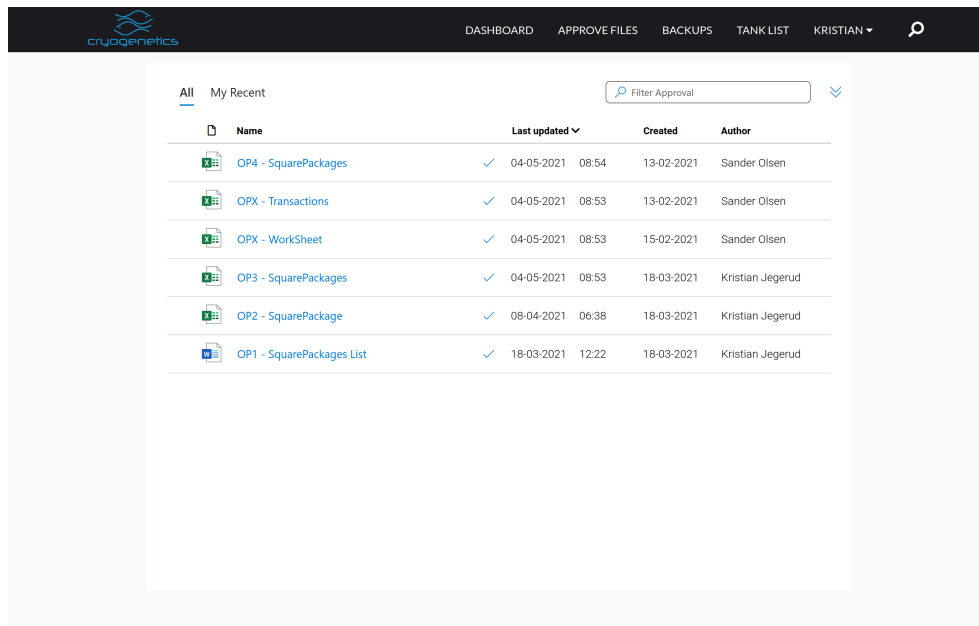 cryogenetics DASHBOARD APPROVE FILES BACKUPS TANK LIST KRISTIAN
All My Recent Filter Approval
Name Last updated Created Author
OP4 - SquarePackages 04-05-2021 08:54 13-02-2021 Sander Olsen
OPX - Transactions 04-05-2021 08:53 13-02-2021 Sander Olsen
OPX - WorkSheet 04-05-2021 08:53 15-02-2021 Sander Olsen
OP3 - SquarePackages 04-05-2021 08:53 18-03-2021 Kristian Jegerud
OP2 - SquarePackage 08-04-2021 06:38 18-03-2021 Kristian Jegerud
OP1 - SquarePackages List 18-03-2021 12:22 18-03-2021 Kristian Jegerud